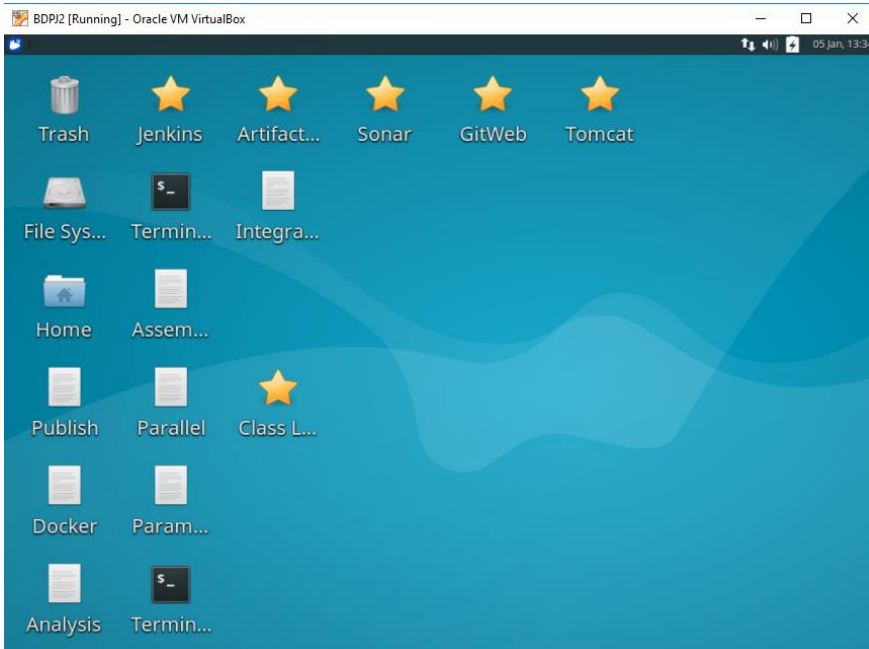 BDPJ2 [Running] - Oracle VM VirtualBox
05 Jan, 13:34
Trash Jenkins Artifact... Sonar GitWeb Tomcat
$_
File Sys... Termin... Integra...
Home Assem...
Publish Parallel Class L...
Docker Param...
$_
Analysis Termin...